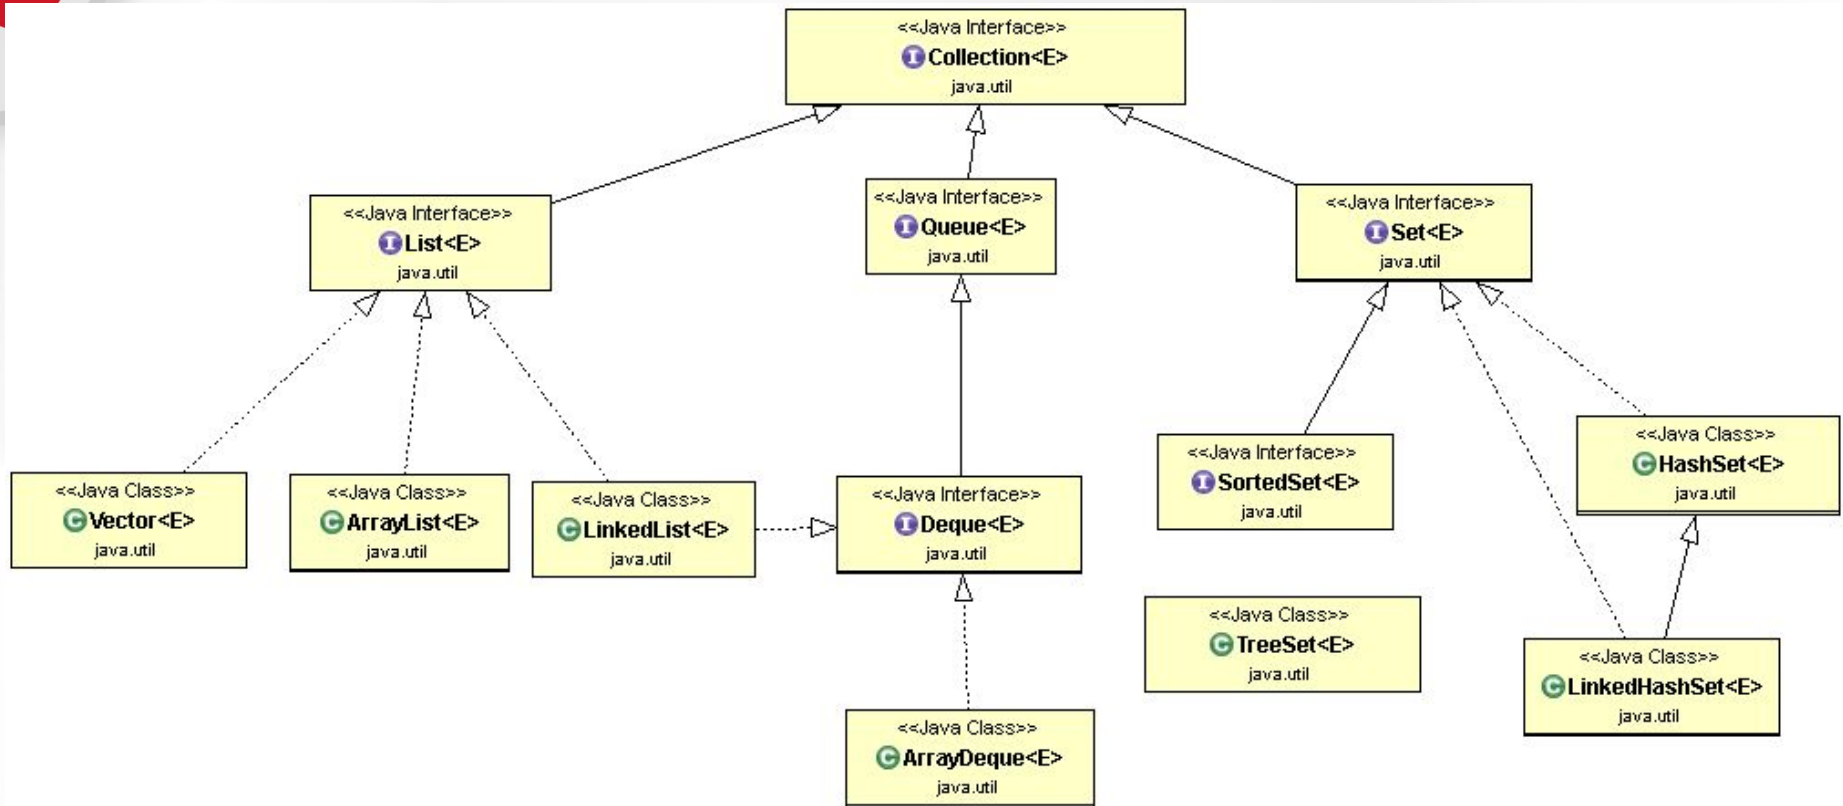 <<Java Interface>>
Collection<E>
java.util
<<Java Interface>>
List<E>
java.util
<<Java Interface>>
Queue<E>
java.util
<<Java Interface>>
Set<E>
java.util
<<Java Class>>
Vector<E>
java.util
<<Java Class>>
ArrayList<E>
java.util
<<Java Class>>
LinkedList<E>
java.util
<<Java Interface>>
Deque<E>
java.util
<<Java Interface>>
SortedSet<E>
java.util
<<Java Class>>
HashSet<E>
java.util
<<Java Class>>
TreeSet<E>
java.util
<<Java Class>>
LinkedHashSet<E>
java.util
<<Java Class>>
ArrayDeque<E>
java.util